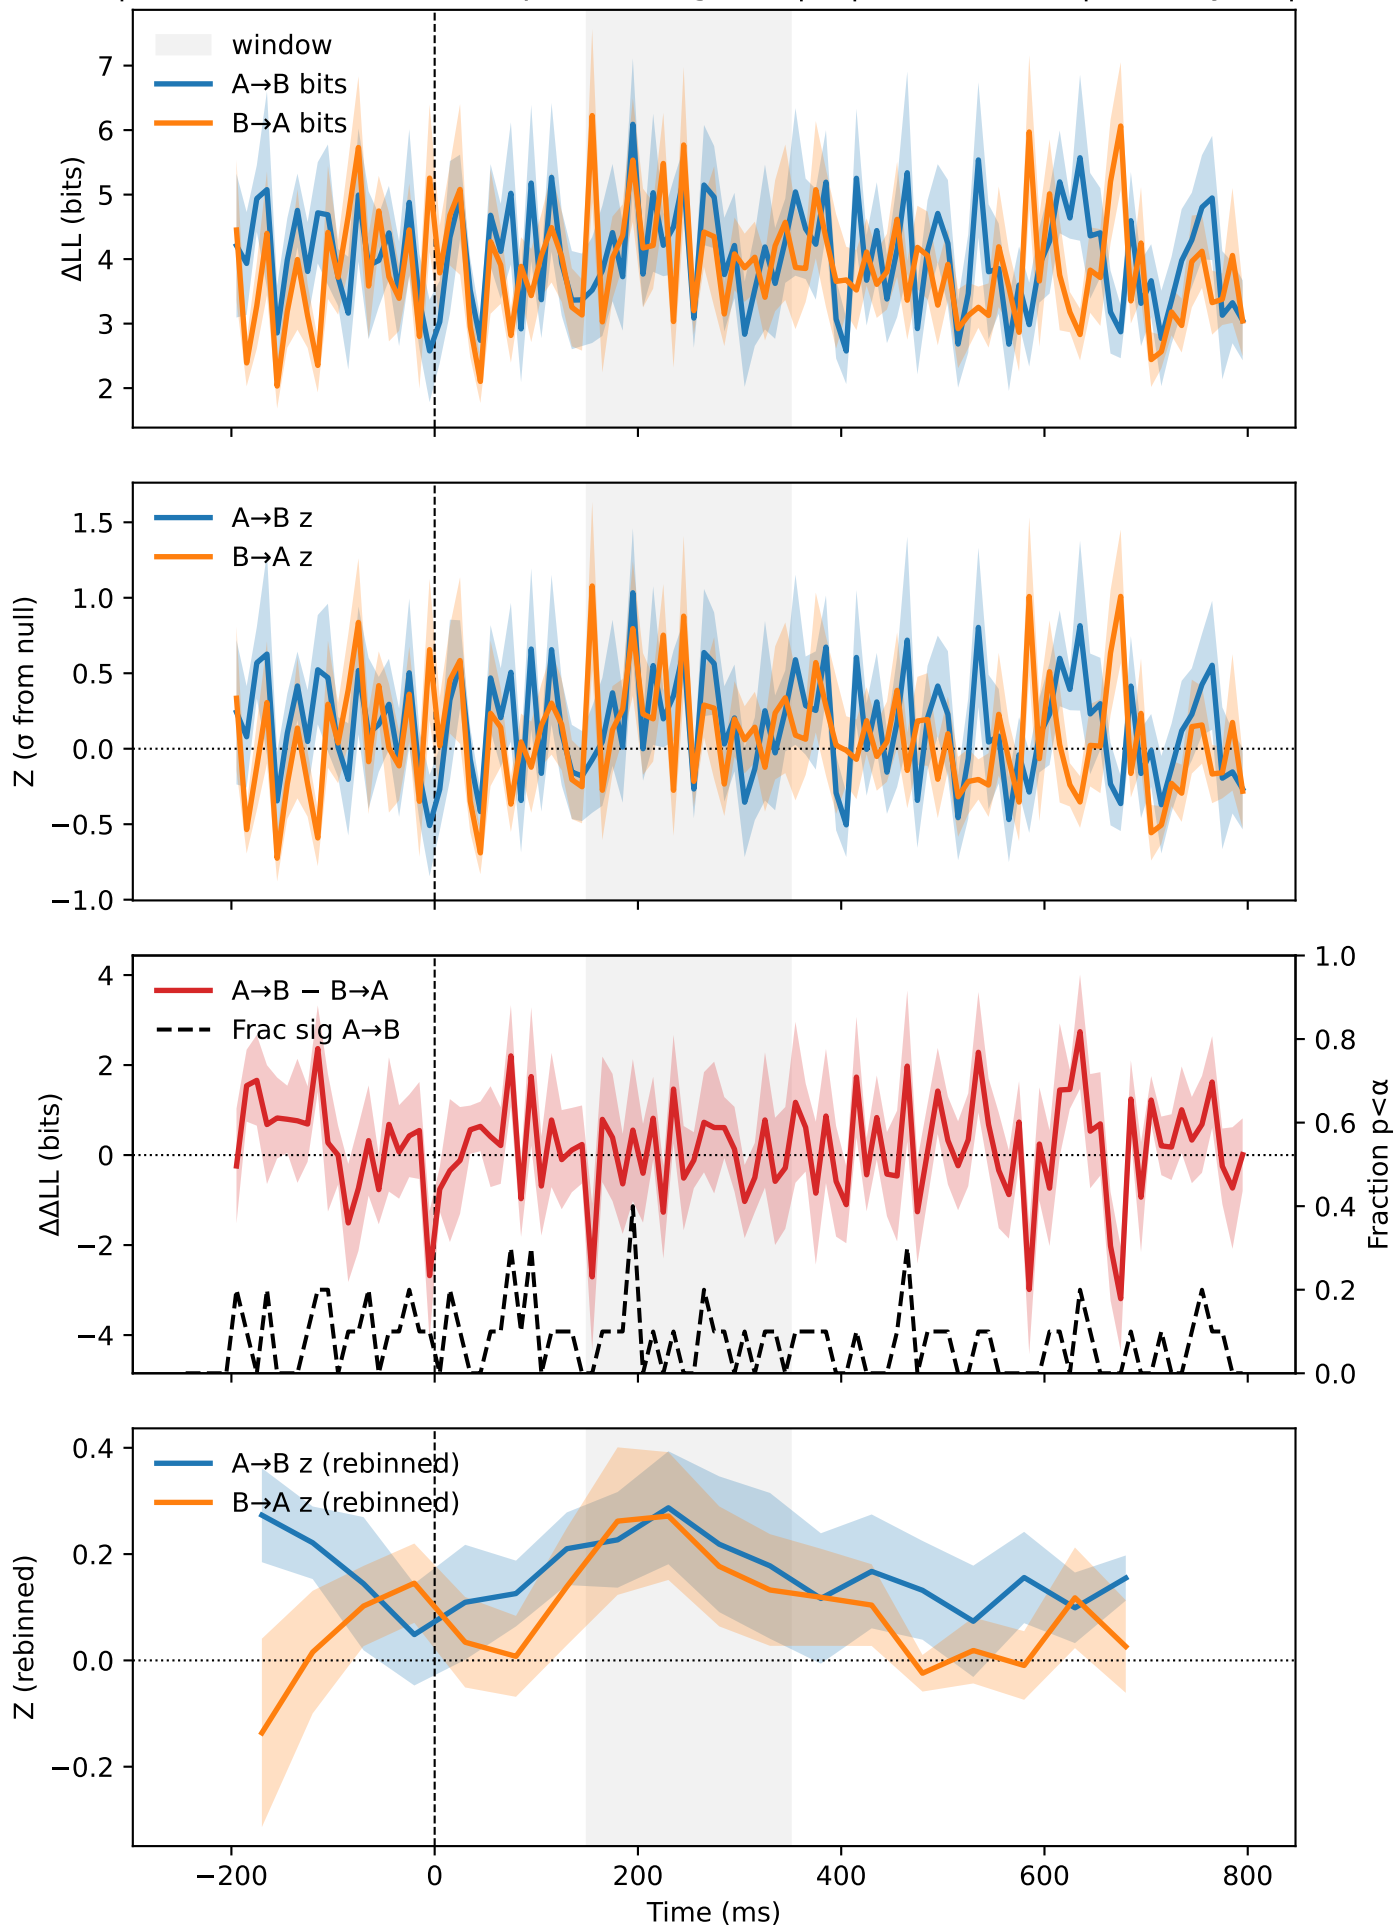 window
A→B bits
B→A bits
ΔLL (bits)
7
6
5
4
3
2
A→B z
B→A z
Z (σ from null)
1.5
1.0
0.5
0.0
−0.5
−1.0
A→B − B→A
Frac sig A→B
ΔΔLL (bits)
4
2
0
−2
−4
1.0
0.8
0.6
0.4
0.2
0.0
Fraction p<α
A→B z (rebinned)
B→A z (rebinned)
Z (rebinned)
0.4
0.2
0.0
−0.2
−200 0 200 400 600 800
Time (ms)